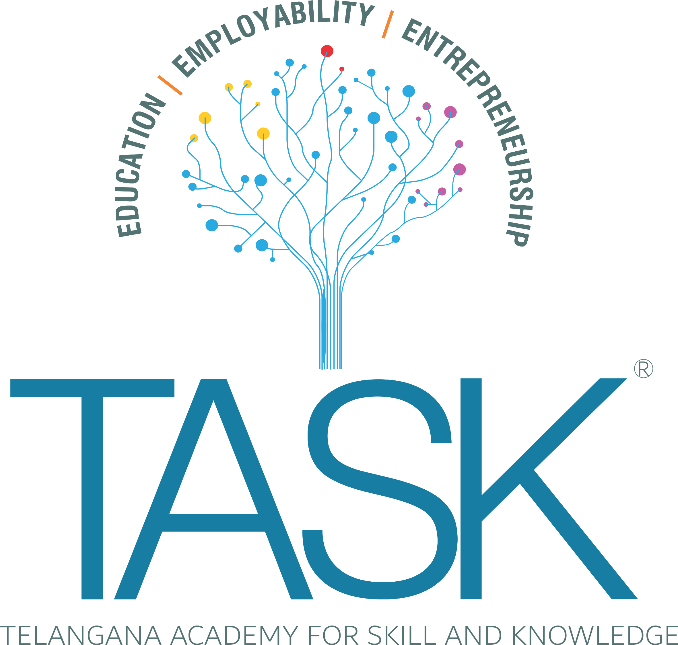 EDUCATION | EMPLOYABILITY | ENTREPRENEURSHIP
TASK®
TELANGANA ACADEMY FOR SKILL AND KNOWLEDGE